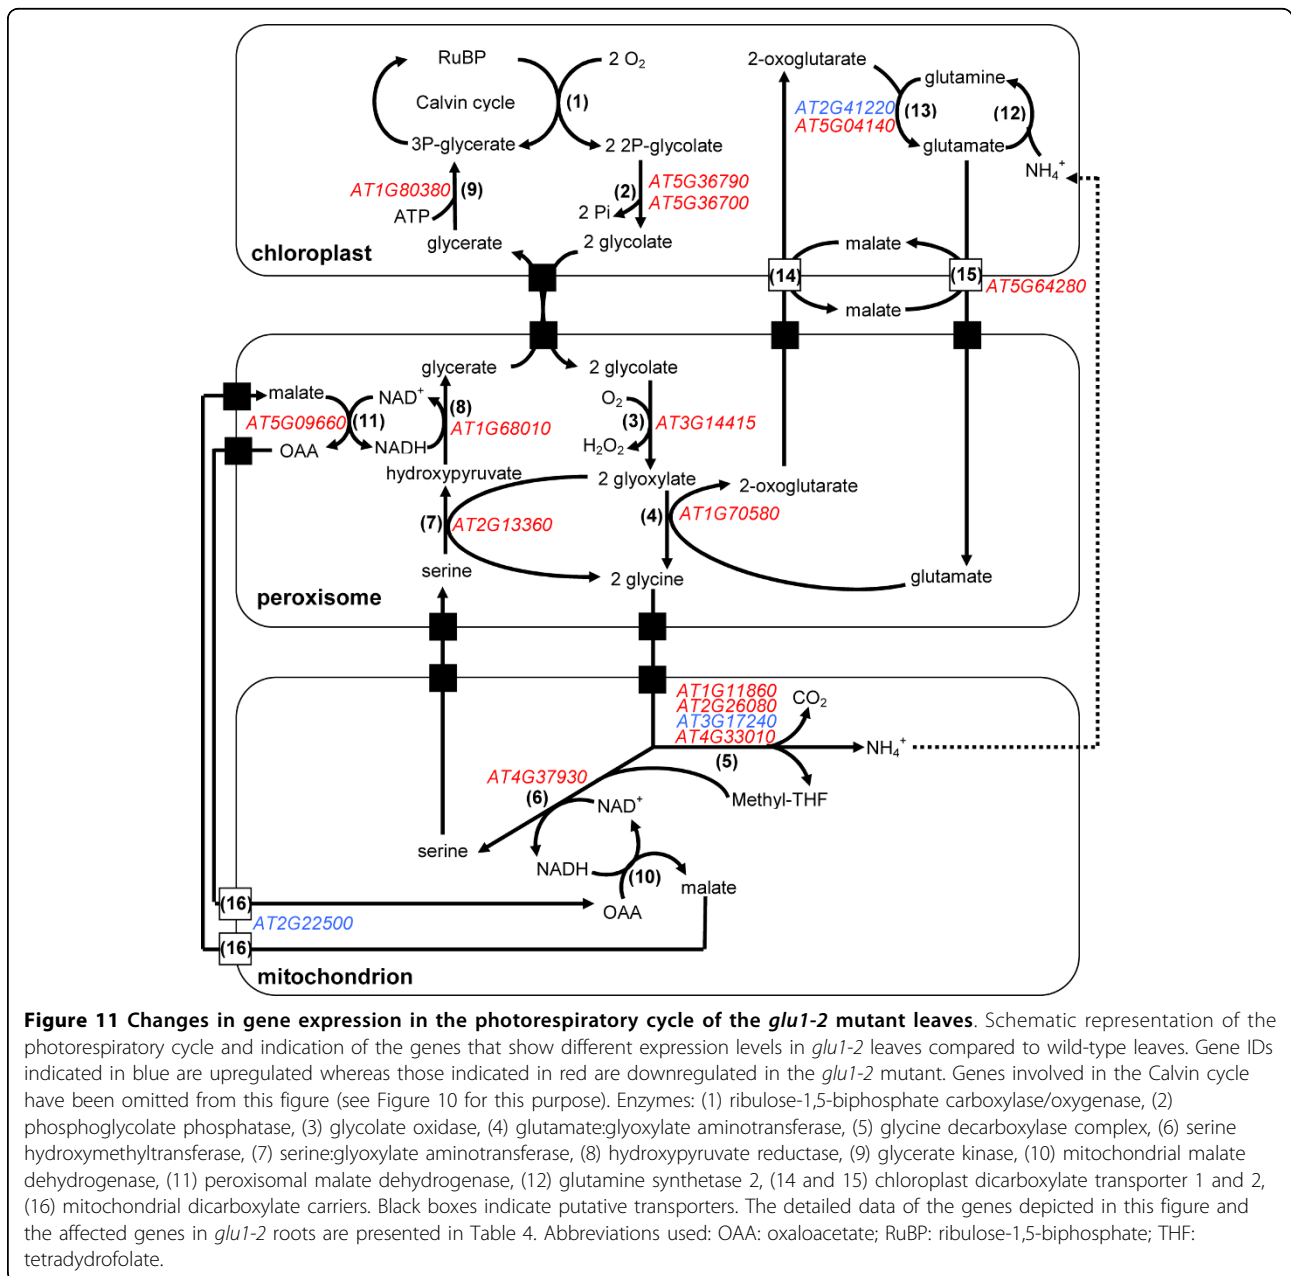 RuBP
2 O2
Calvin cycle
(1)
3P-glycerate
2 2P-glycolate
AT1G80380
(9)
ATP
glycerate
(2)
AT5G36790
AT5G36700
2 Pi
2 glycolate
chloroplast
2-oxoglutarate
glutamine
AT2G41220
AT5G04140
(13)
(12)
glutamate
NH4+
malate
(14)
(15)
AT5G64280
malate
glycerate
2 glycolate
malate
NAD+
(8)
O2
AT5G09660
(11)
AT1G68010
(3)
AT3G14415
OAA
NADH
H2O2
hydroxypyruvate
2 glyoxylate
2-oxoglutarate
(7)
AT2G13360
(4)
AT1G70580
serine
2 glycine
glutamate
peroxisome
AT1G11860
AT2G26080
AT3G17240
AT4G33010
CO2
NH4+
(5)
AT4G37930
(6)
NAD+
Methyl-THF
serine
NADH
(10)
malate
OAA
(16)
AT2G22500
(16)
mitochondrion
Figure 11 Changes in gene expression in the photorespiratory cycle of the glu1-2 mutant leaves. Schematic representation of the
photorespiratory cycle and indication of the genes that show different expression levels in glu1-2 leaves compared to wild-type leaves. Gene IDs
indicated in blue are upregulated whereas those indicated in red are downregulated in the glu1-2 mutant. Genes involved in the Calvin cycle
have been omitted from this figure (see Figure 10 for this purpose). Enzymes: (1) ribulose-1,5-biphosphate carboxylase/oxygenase, (2)
phosphoglycolate phosphatase, (3) glycolate oxidase, (4) glutamate:glyoxylate aminotransferase, (5) glycine decarboxylase complex, (6) serine
hydroxymethyltransferase, (7) serine:glyoxylate aminotransferase, (8) hydroxypyruvate reductase, (9) glycerate kinase, (10) mitochondrial malate
dehydrogenase, (11) peroxisomal malate dehydrogenase, (12) glutamine synthetase 2, (14 and 15) chloroplast dicarboxylate transporter 1 and 2,
(16) mitochondrial dicarboxylate carriers. Black boxes indicate putative transporters. The detailed data of the genes depicted in this figure and
the affected genes in glu1-2 roots are presented in Table 4. Abbreviations used: OAA: oxaloacetate; RuBP: ribulose-1,5-biphosphate; THF:
tetradydrofolate.